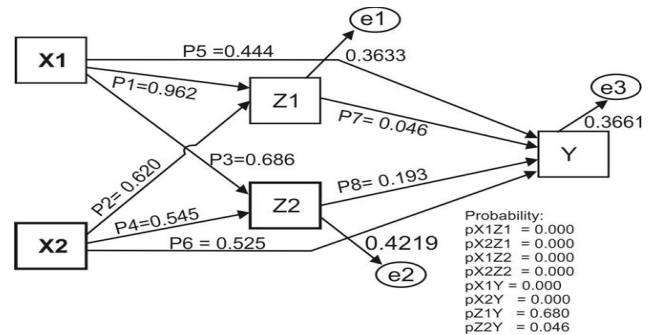 e1
X1
P5 =0.444
0.3633
P1=0.962
Z1
e3
P7= 0.046
0.3661
P2= 0.620
P3=0.686
Y
P8= 0.193
P4=0.545
Z2
X2
P6 = 0.525
0.4219
e2
Probability:
pX1Z1 = 0.000
pX2Z1 = 0.000
pX1Z2 = 0.000
pX2Z2 = 0.000
pX1Y = 0.000
pX2Y = 0.000
pZ1Y = 0.680
pZ2Y = 0.046